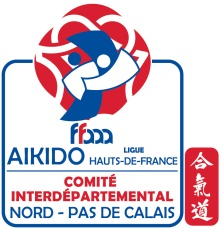 ffaaa
AIKIDO LIGUE
HAUTS-DE-FRANCE
COMITÉ
INTERDÉPARTEMENTAL
NORD - PAS DE CALAIS
合氣道